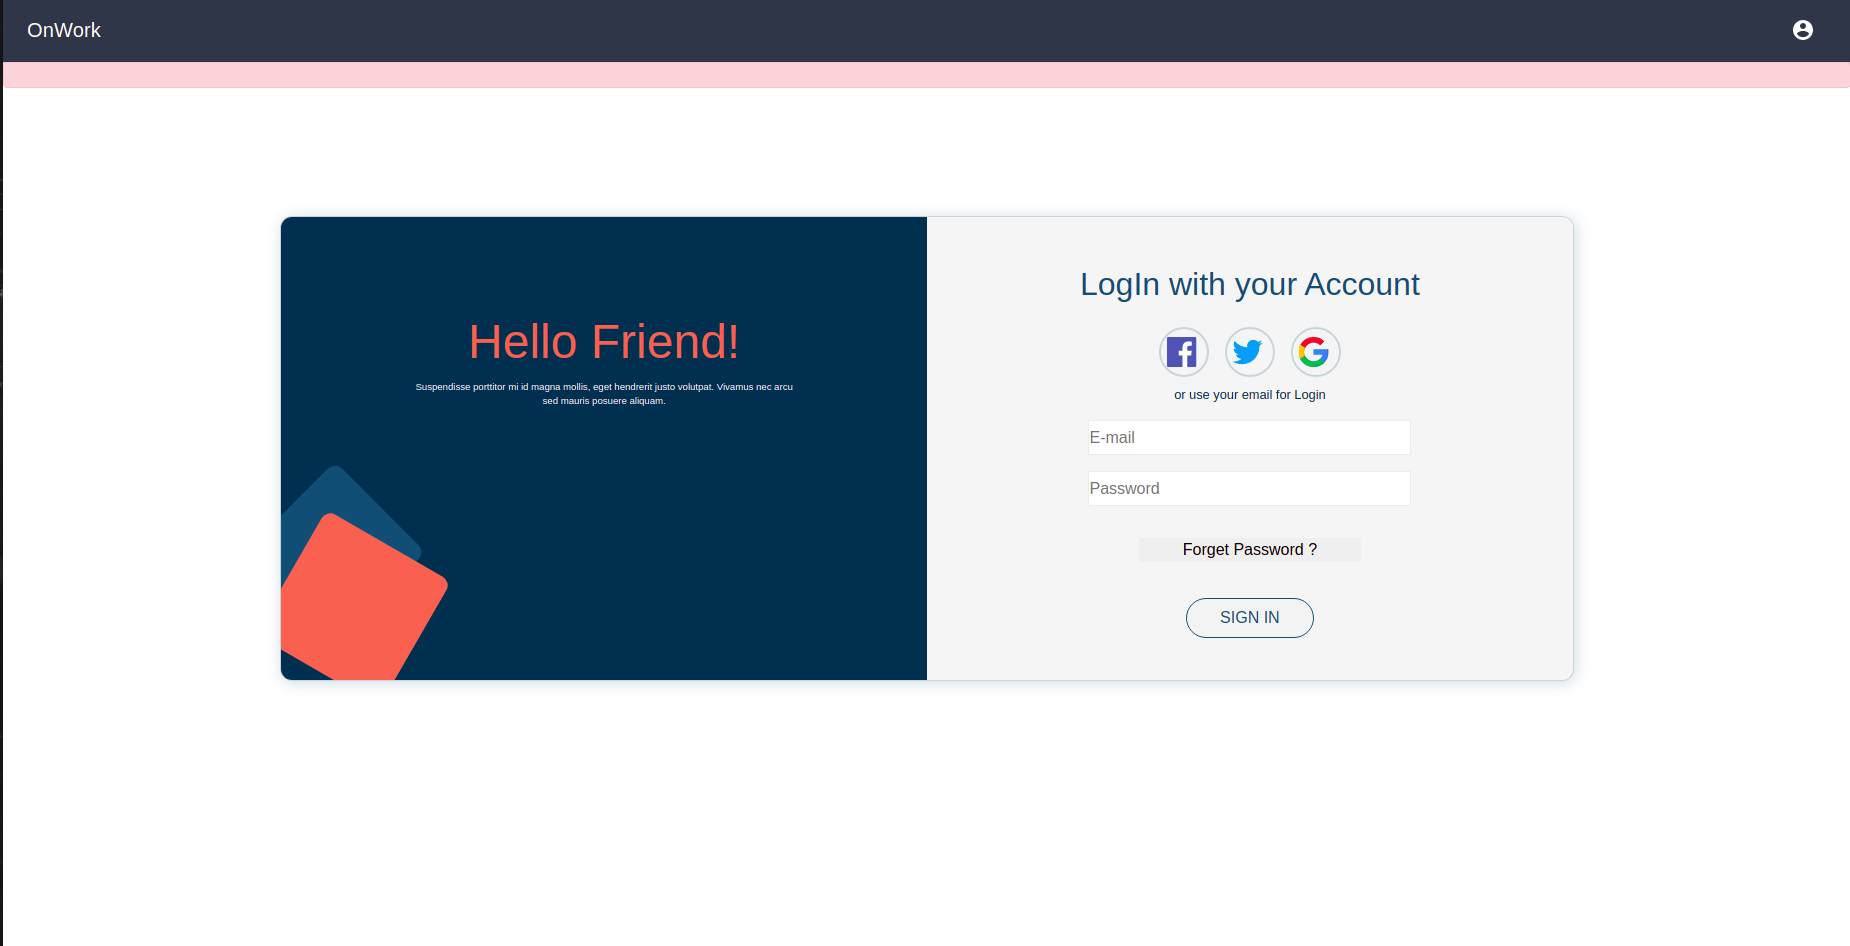 OnWork
Hello Friend!
Suspendisse porttitor mi id magna mollis, eget hendrerit justo volutpat. Vivamus nec arcu
sed mauris posuere aliquam.
LogIn with your Account
or use your email for Login
E-mail
Password
Forget Password ?
SIGN IN